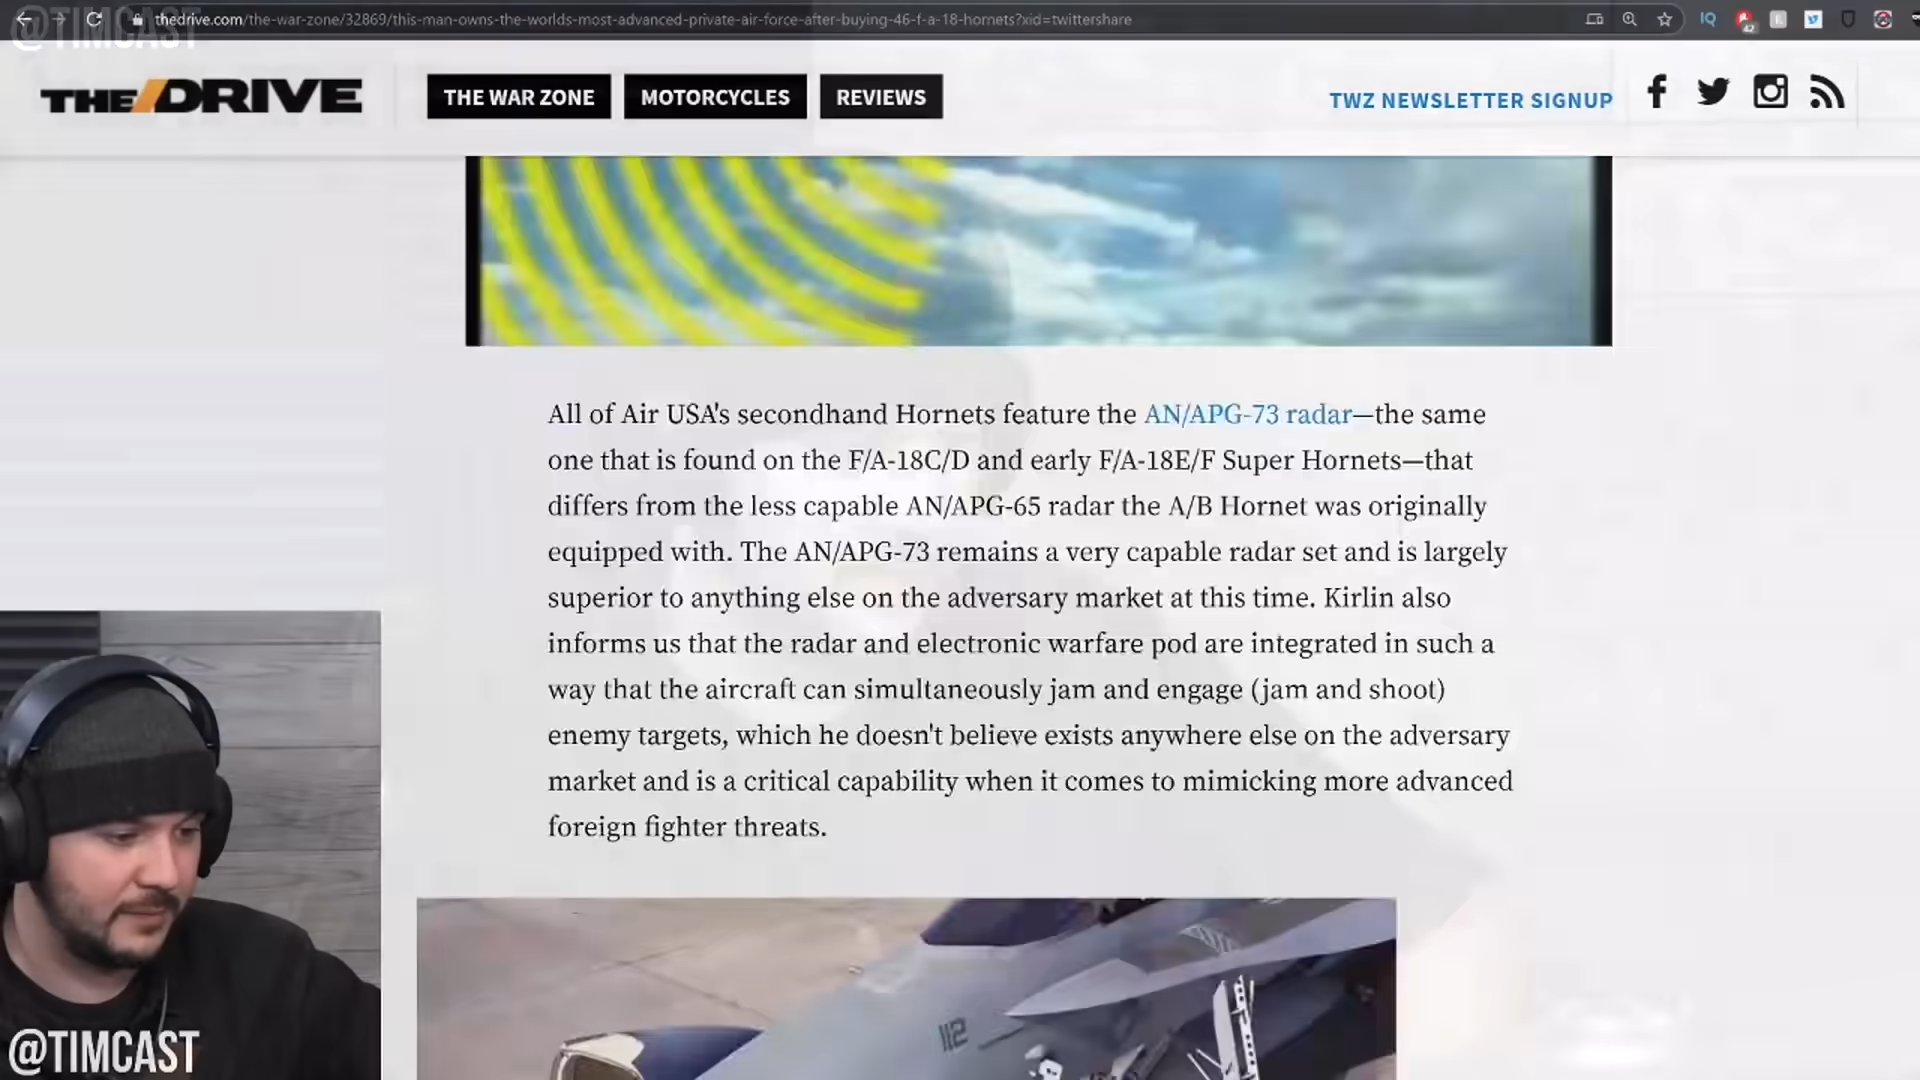 @TIMCAST
thedrive.com/the-war-zone/32869/this-man-owns-the-worlds-most-advanced-private-air-force-after-buying-46-f-a-18-hornets?xid=twittershare
IQ
42
THE/DRIVE
THE WAR ZONE
MOTORCYCLES
REVIEWS
TWZ NEWSLETTER SIGNUP
All of Air USA's secondhand Hornets feature the AN/APG-73 radar—the same
one that is found on the F/A-18C/D and early F/A-18E/F Super Hornets—that
differs from the less capable AN/APG-65 radar the A/B Hornet was originally
equipped with. The AN/APG-73 remains a very capable radar set and is largely
superior to anything else on the adversary market at this time. Kirlin also
informs us that the radar and electronic warfare pod are integrated in such a
way that the aircraft can simultaneously jam and engage (jam and shoot)
enemy targets, which he doesn't believe exists anywhere else on the adversary
market and is a critical capability when it comes to mimicking more advanced
foreign fighter threats.
112
@TIMCAST